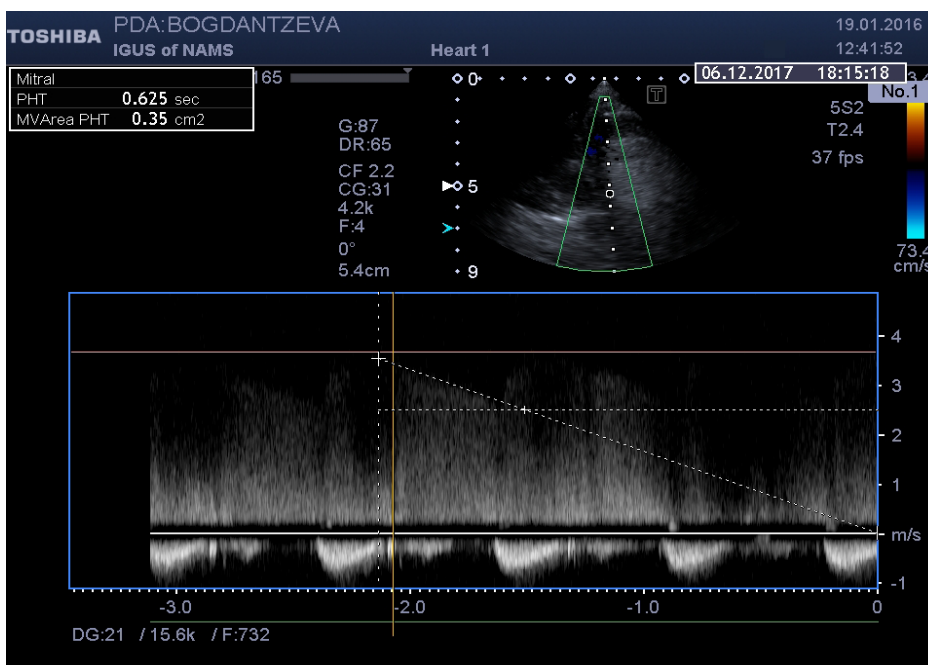 TOSHIBA
PDA:BOGDANTZEVA
IGUS of NAMS
Heart 1
19.01.2016
12:41:52
06.12.2017 18:15:18
Mitral
PHT 0.625 sec
MVArea PHT 0.35 cm2
165
0
3.4
No.1
T
G:87
DR:65
CF 2.2
CG:31
4.2k
F:4
0°
5.4cm
5
9
5S2
T2.4
37 fps
73.4
cm/s
4
3
2
1
m/s
-1
-3.0
-2.0
-1.0
0
DG:21 / 15.6k / F:732